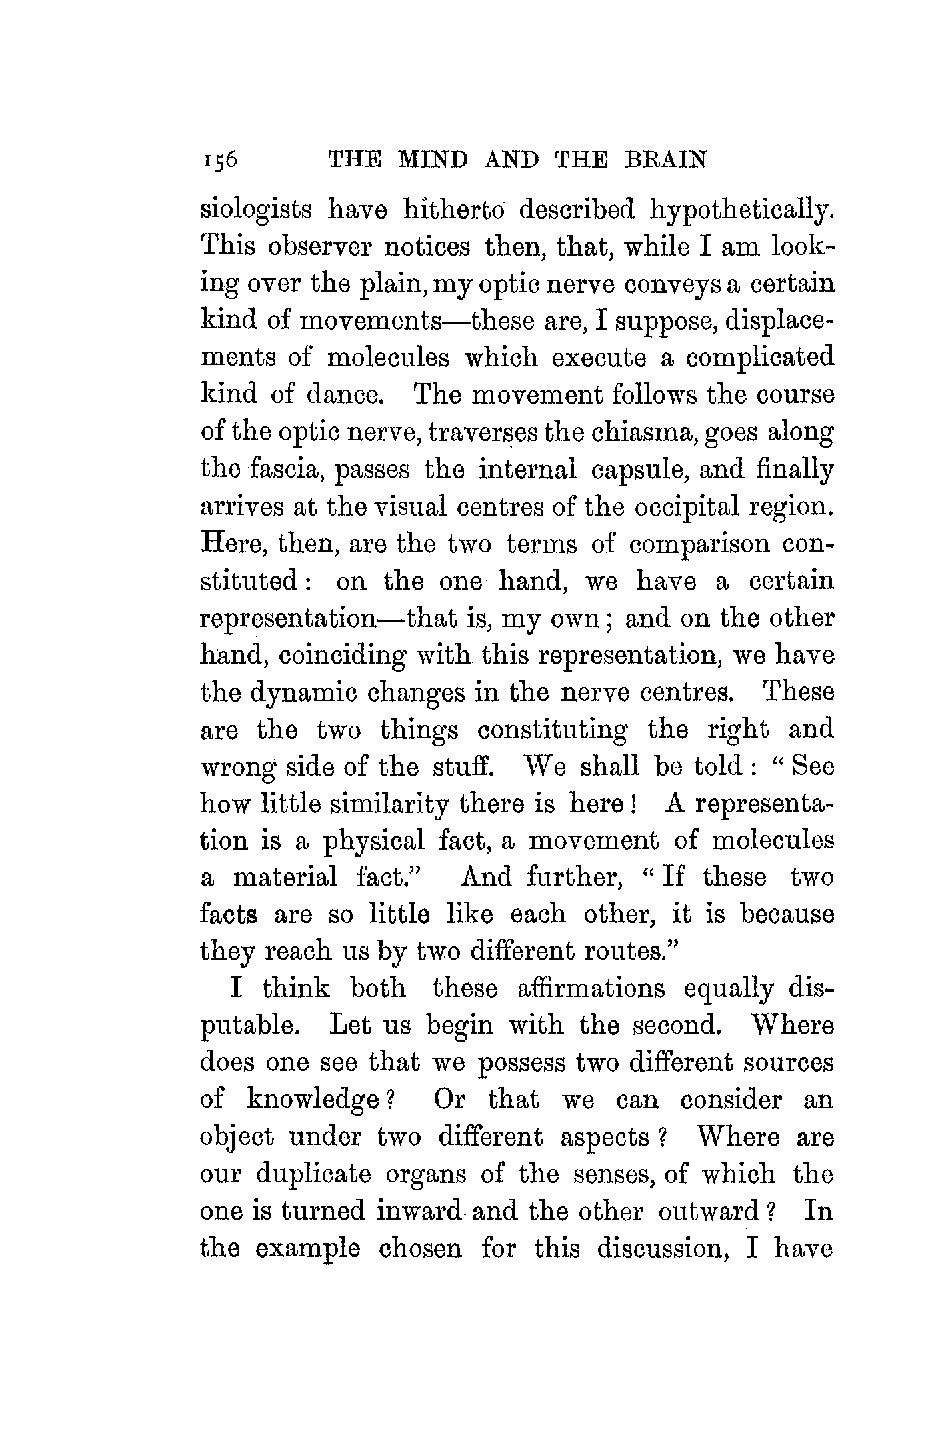 156 THE MIND AND THE BRAIN
siologists have hitherto described hypothetically.
This observer notices then, that, while I am look-
ing over the plain, my optic nerve conveys a certain
kind of movements—these are, I suppose, displace-
ments of molecules which execute a complicated
kind of dance. The movement follows the course
of the optic nerve, traverses the chiasma, goes along
the fascia, passes the internal capsule, and finally
arrives at the visual centres of the occipital region.
Here, then, are the two terms of comparison con-
stituted: on the one hand, we have a certain
representation—that is, my own; and on the other
hand, coinciding with this representation, we have
the dynamic changes in the nerve centres. These
are the two things constituting the right and
wrong side of the stuff. We shall be told: "See
how little similarity there is here! A representa-
tion is a physical fact, a movement of molecules
a material fact." And further, "If these two
facts are so little like each other, it is because
they reach us by two different routes."
I think both these affirmations equally dis-
putable. Let us begin with the second. Where
does one see that we possess two different sources
of knowledge? Or that we can consider an
object under two different aspects? Where are
our duplicate organs of the senses, of which the
one is turned inward and the other outward? In
the example chosen for this discussion, I have